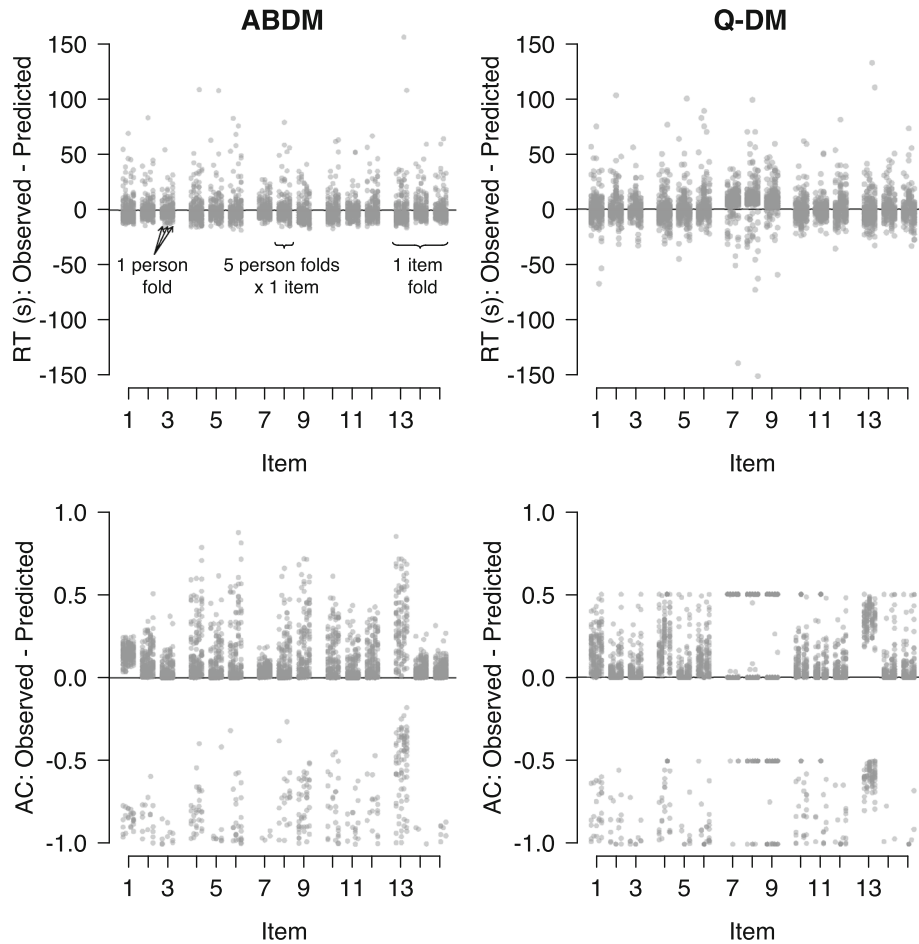 ABDM
Q-DM
RT (s): Observed - Predicted
150
100
50
0
-50
-100
-150
1 person
fold
5 person folds
x 1 item
1 item
fold
1 3 5 7 9 11 13
Item
RT (s): Observed - Predicted
150
100
50
0
-50
-100
-150
1 3 5 7 9 11 13
Item
AC: Observed - Predicted
1.0
0.5
0.0
-0.5
-1.0
1 3 5 7 9 11 13
Item
AC: Observed - Predicted
1.0
0.5
0.0
-0.5
-1.0
1 3 5 7 9 11 13
Item